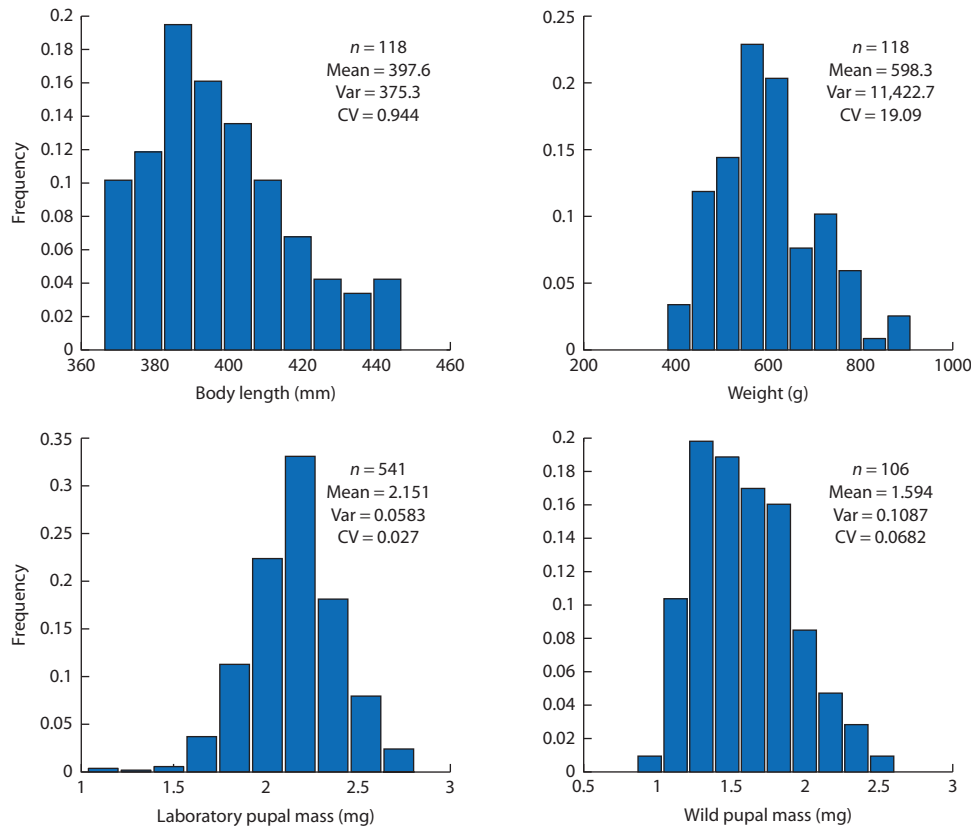 0.2
0.18
0.16
0.14
0.12
0.1
0.08
0.06
0.04
0.02
0
Frequency
360
380
400
420
440
460
Body length (mm)
n = 118
Mean = 397.6
Var = 375.3
CV = 0.944
0.25
0.2
0.15
0.1
0.05
0
200
400
600
800
1000
Weight (g)
n = 118
Mean = 598.3
Var = 11,422.7
CV = 19.09
0.35
0.3
0.25
0.2
0.15
0.1
0.05
0
Frequency
1
1.5
2
2.5
3
Laboratory pupal mass (mg)
n = 541
Mean = 2.151
Var = 0.0583
CV = 0.027
0.2
0.18
0.16
0.14
0.12
0.1
0.08
0.06
0.04
0.02
0
0.5
1
1.5
2
2.5
3
Wild pupal mass (mg)
n = 106
Mean = 1.594
Var = 0.1087
CV = 0.0682